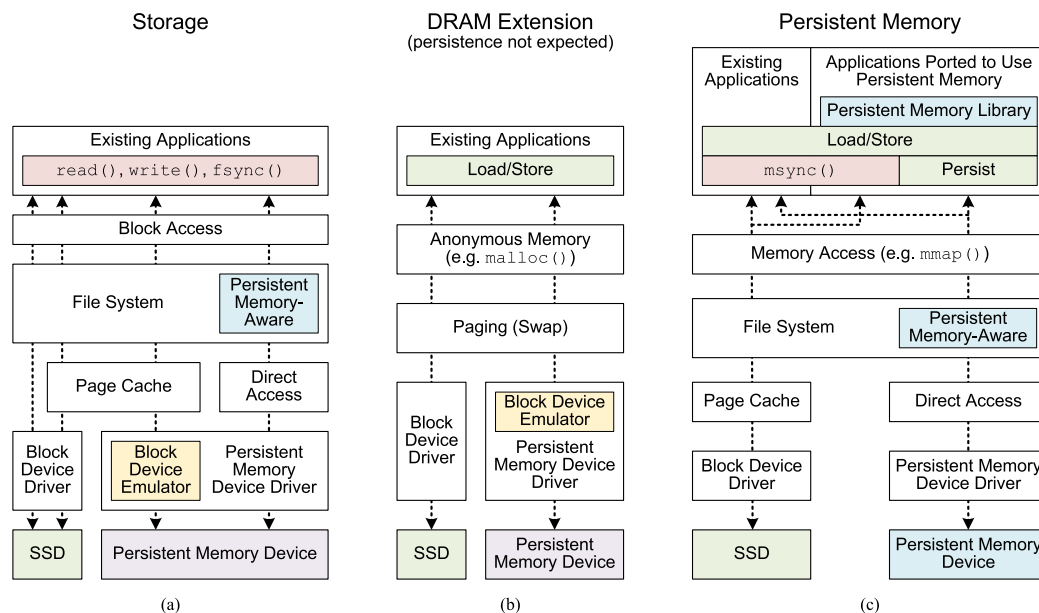 Storage
Existing Applications
read(), write(), fsync()
Block Access
File System
Persistent
Memory-
Aware
Page Cache
Direct
Access
Block
Device
Driver
Block
Device
Emulator
Persistent
Memory
Device Driver
SSD
Persistent Memory Device
(a)
DRAM Extension
(persistence not expected)
Existing Applications
Load/Store
Anonymous Memory
(e.g. malloc())
Paging (Swap)
Block
Device
Driver
Block Device
Emulator
Persistent
Memory Device
Driver
SSD
Persistent
Memory Device
(b)
Persistent Memory
Existing
Applications
Applications Ported to Use
Persistent Memory
Persistent Memory Library
Load/Store
msync()
Persist
Memory Access (e.g. mmap())
File System
Persistent
Memory-Aware
Page Cache
Direct Access
Block Device
Driver
Persistent Memory
Device Driver
SSD
Persistent Memory
Device
(c)